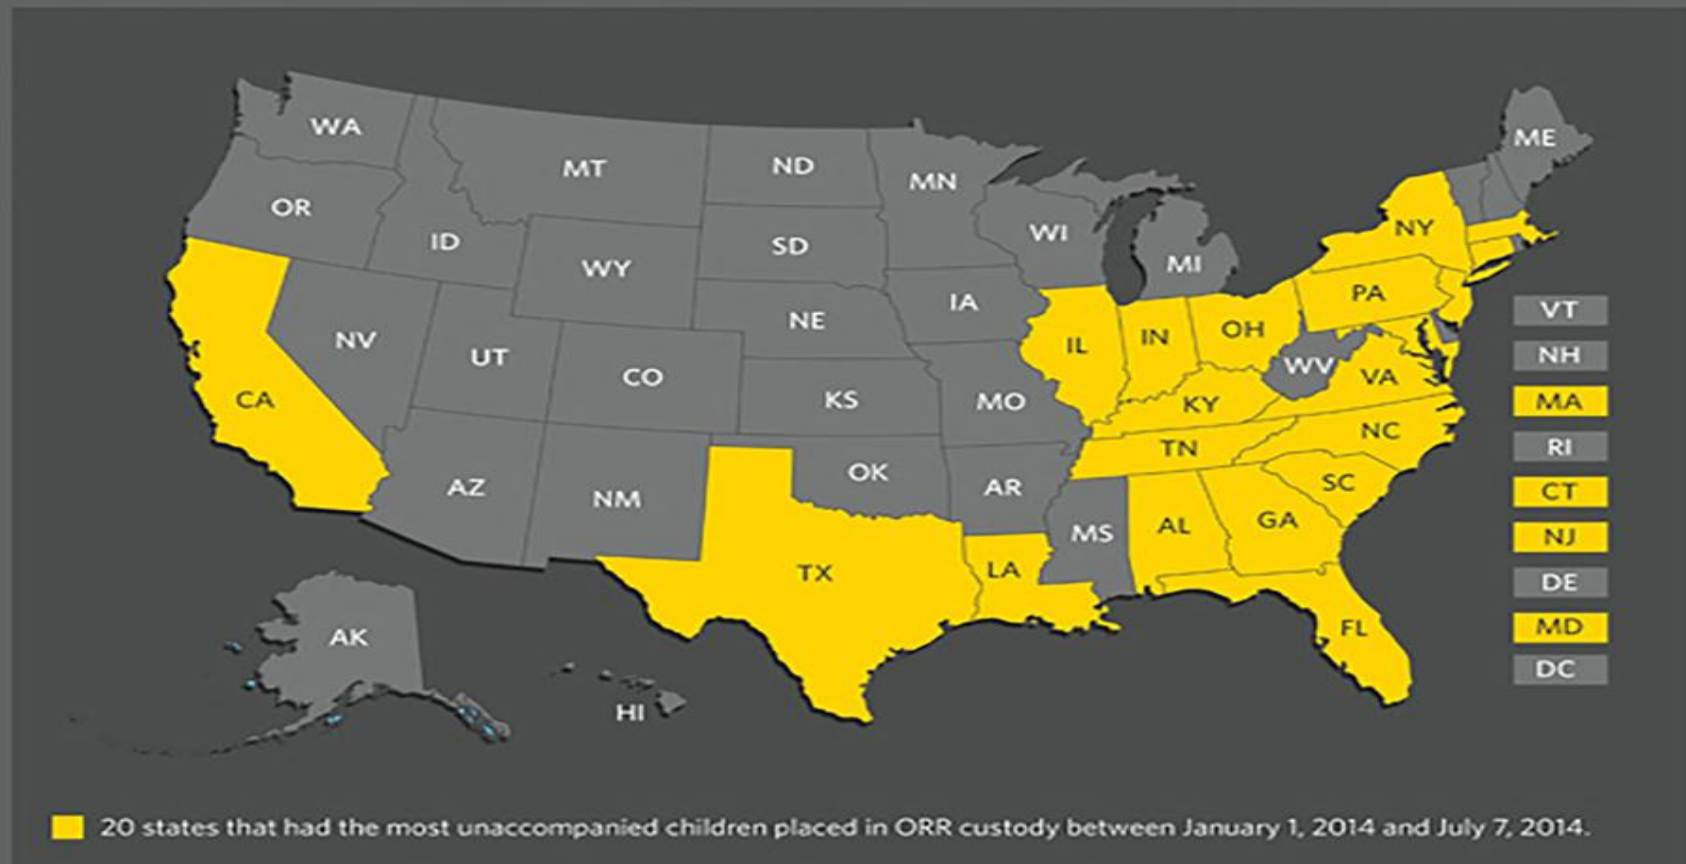 WA
MT
ND
MN
ME
OR
ID
SD
WI
NY
WY
MI
IA
PA
NE
VT
NV
UT
IL
IN
OH
NH
CO
WV
VA
CA
KS
MO
KY
MA
NC
TN
RI
OK
AZ
NM
AR
SC
CT
MS
AL
GA
NJ
TX
LA
DE
FL
MD
AK
DC
HI
20 states that had the most unaccompanied children placed in ORR custody between January 1, 2014 and July 7, 2014.